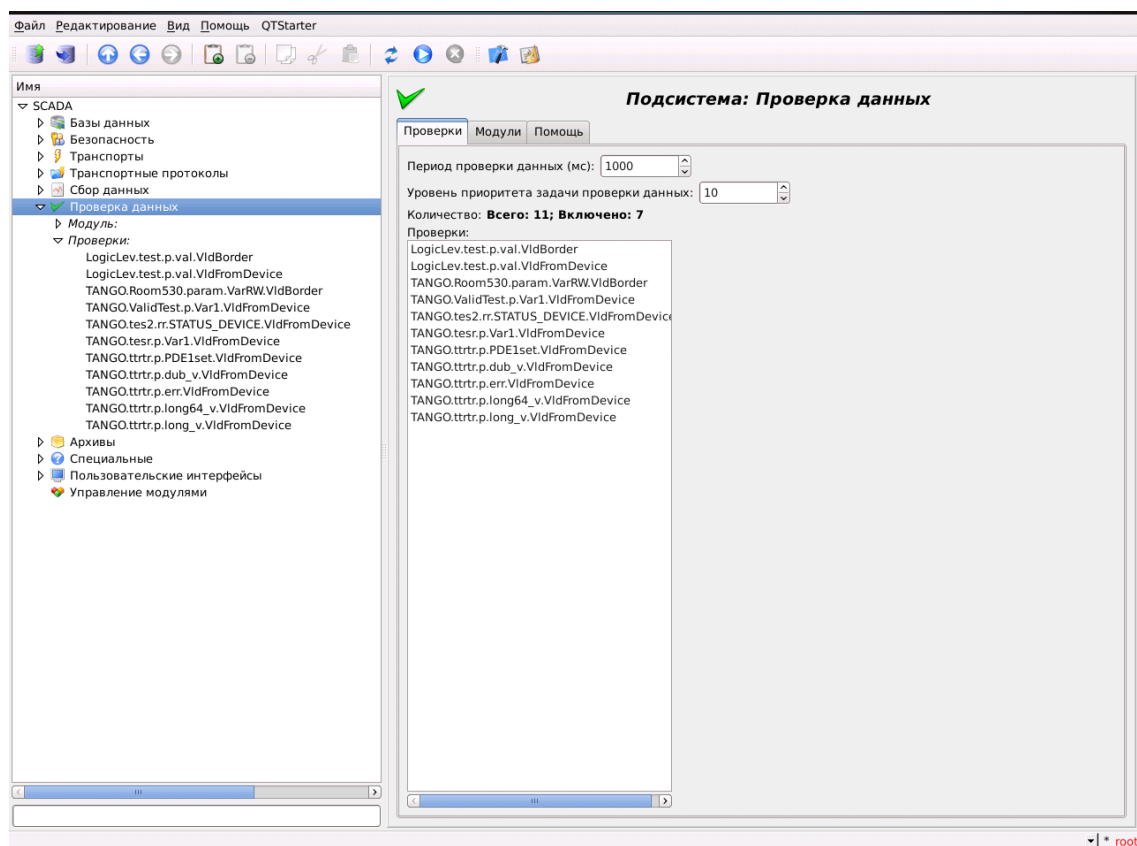 Файл Редактирование Вид Помощь QTStarter
Имя
SCADA
Базы данных
Безопасность
Транспорты
Транспортные протоколы
Сбор данных
Проверка данных
Модуль:
Проверки:
LogicLev.test.p.val.VldBorder
LogicLev.test.p.val.VldFromDevice
TANGO.Room530.param.VarRW.VldBorder
TANGO.ValidTest.p.Var1.VldFromDevice
TANGO.tes2.rr.STATUS_DEVICE.VldFromDevice
TANGO.tesr.p.Var1.VldFromDevice
TANGO.ttrtr.p.PDE1set.VldFromDevice
TANGO.ttrtr.p.dub_v.VldFromDevice
TANGO.ttrtr.p.err.VldFromDevice
TANGO.ttrtr.p.long64_v.VldFromDevice
TANGO.ttrtr.p.long_v.VldFromDevice
Архивы
Специальные
Пользовательские интерфейсы
Управление модулями
Подсистема: Проверка данных
Проверки Модули Помощь
Период проверки данных (мс): 1000
Уровень приоритета задачи проверки данных: 10
Количество: Всего: 11; Включено: 7
Проверки:
LogicLev.test.p.val.VldBorder
LogicLev.test.p.val.VldFromDevice
TANGO.Room530.param.VarRW.VldBorder
TANGO.ValidTest.p.Var1.VldFromDevice
TANGO.tes2.rr.STATUS_DEVICE.VldFromDevice
TANGO.tesr.p.Var1.VldFromDevice
TANGO.ttrtr.p.PDE1set.VldFromDevice
TANGO.ttrtr.p.dub_v.VldFromDevice
TANGO.ttrtr.p.err.VldFromDevice
TANGO.ttrtr.p.long64_v.VldFromDevice
TANGO.ttrtr.p.long_v.VldFromDevice
* root